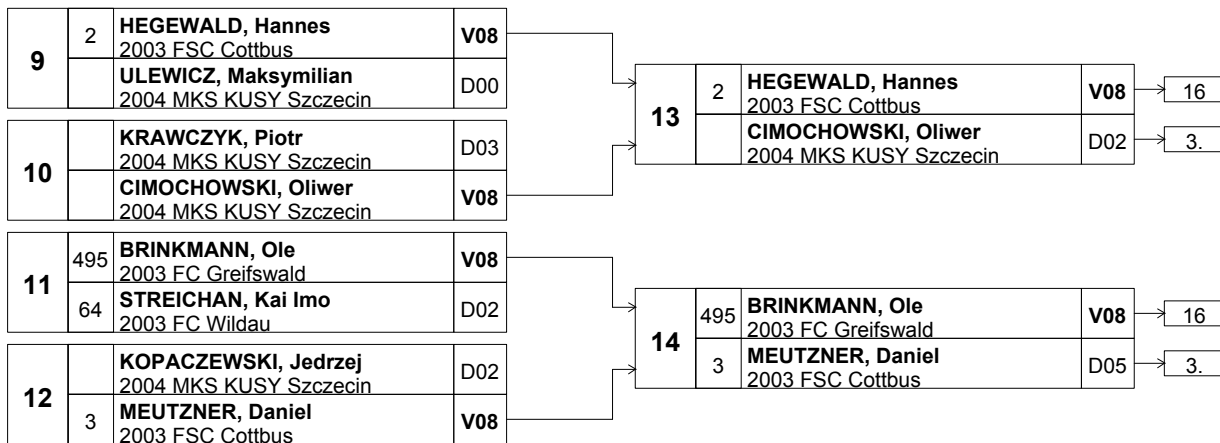 9
2 HEGEWALD, Hannes V08
2003 FSC Cottbus
ULEWICZ, Maksymilian D00
2004 MKS KUSY Szczecin
10
KRAWCZYK, Piotr D03
2004 MKS KUSY Szczecin
CIMOCHOWSKI, Oliwer V08
2004 MKS KUSY Szczecin
11
495 BRINKMANN, Ole V08
2003 FC Greifswald
64 STREICHAN, Kai Imo D02
2003 FC Wildau
12
KOPACZEWSKI, Jedrzej D02
2004 MKS KUSY Szczecin
3 MEUTZNER, Daniel V08
2003 FSC Cottbus
13
2 HEGEWALD, Hannes V08 16
2003 FSC Cottbus
CIMOCHOWSKI, Oliwer D02 3.
2004 MKS KUSY Szczecin
14
495 BRINKMANN, Ole V08 16
2003 FC Greifswald
3 MEUTZNER, Daniel D05 3.
2003 FSC Cottbus